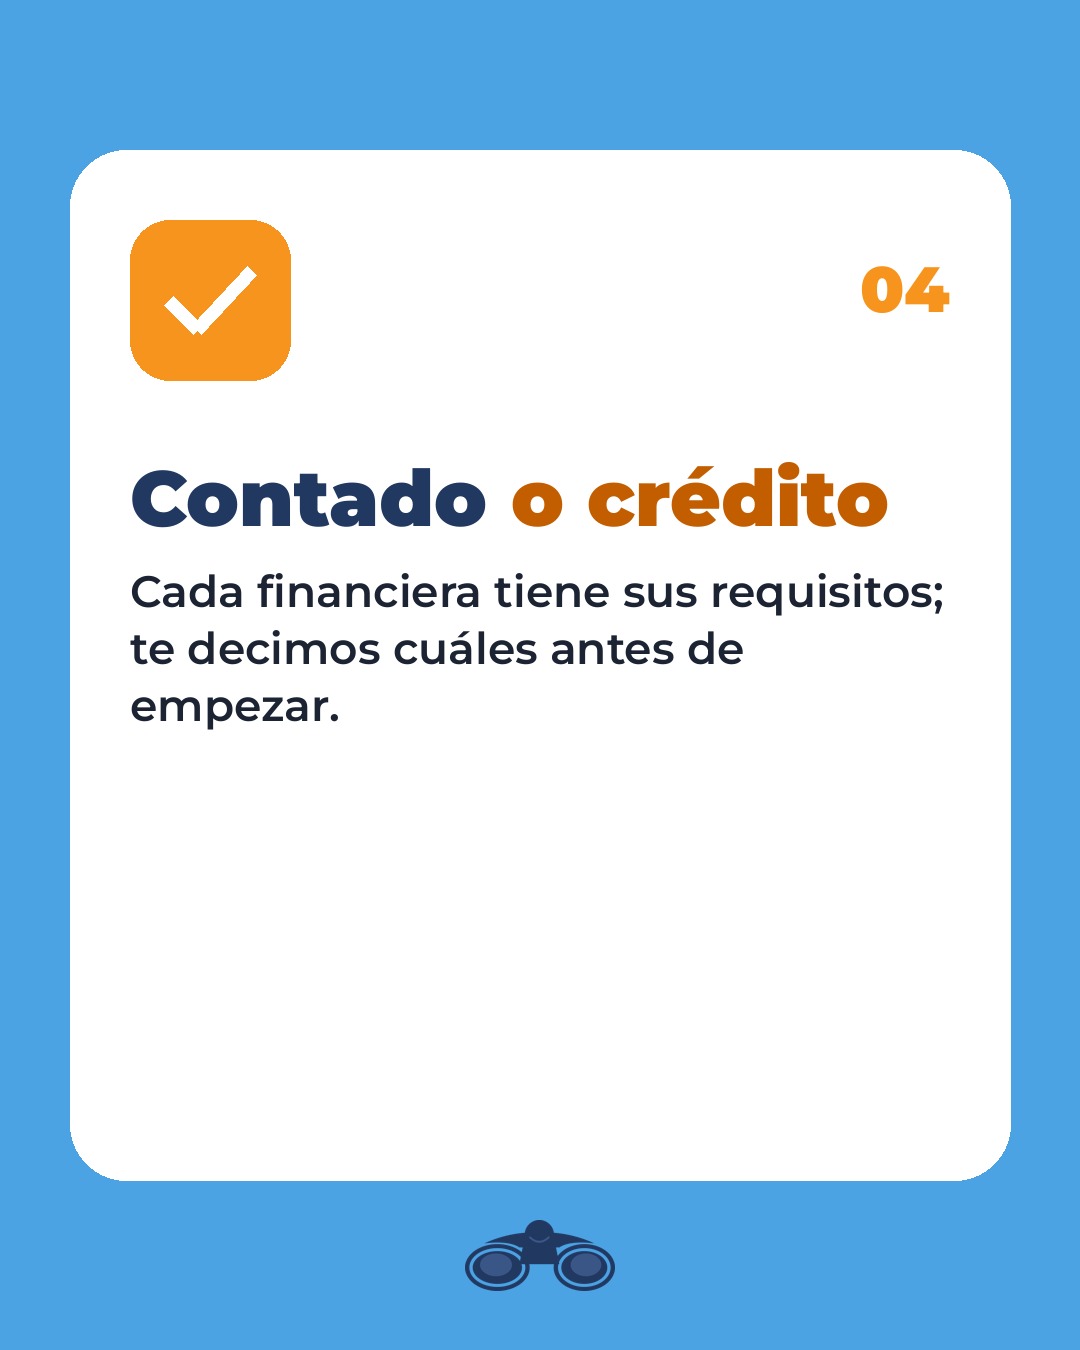 04
Contado o crédito
Cada financiera tiene sus requisitos;
te decimos cuáles antes de
empezar.